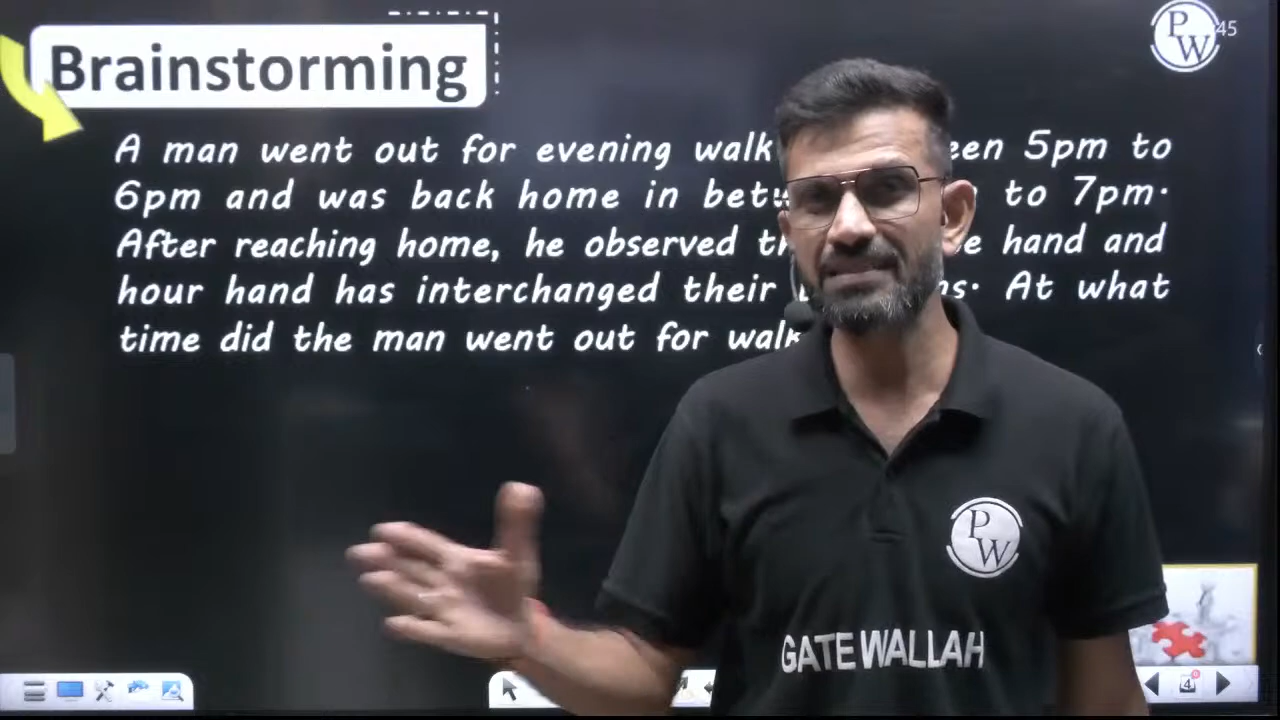 Brainstorming
PW
45
A man went out for evening walk een 5pm to
6pm and was back home in to 7pm.
After reaching home, he observed hand and
hour hand has interchanged their At what
time did the man went out for walk
PW
GATE WALLAH